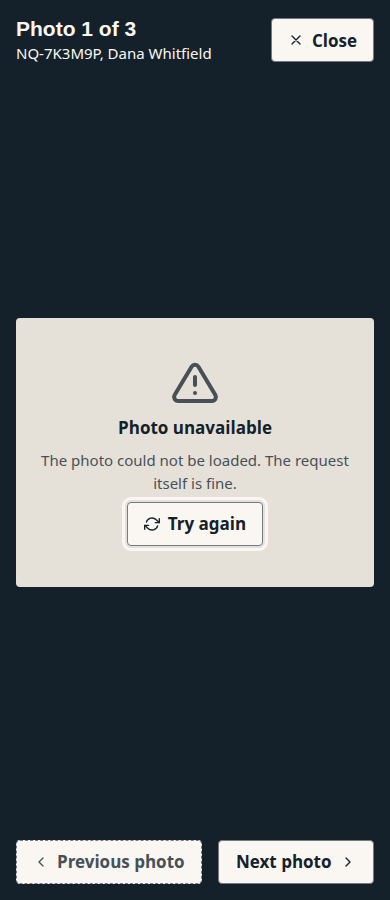 Photo 1 of 3
NQ-7K3M9P, Dana Whitfield
Close
Photo unavailable
The photo could not be loaded. The request
itself is fine.
Try again
Previous photo
Next photo